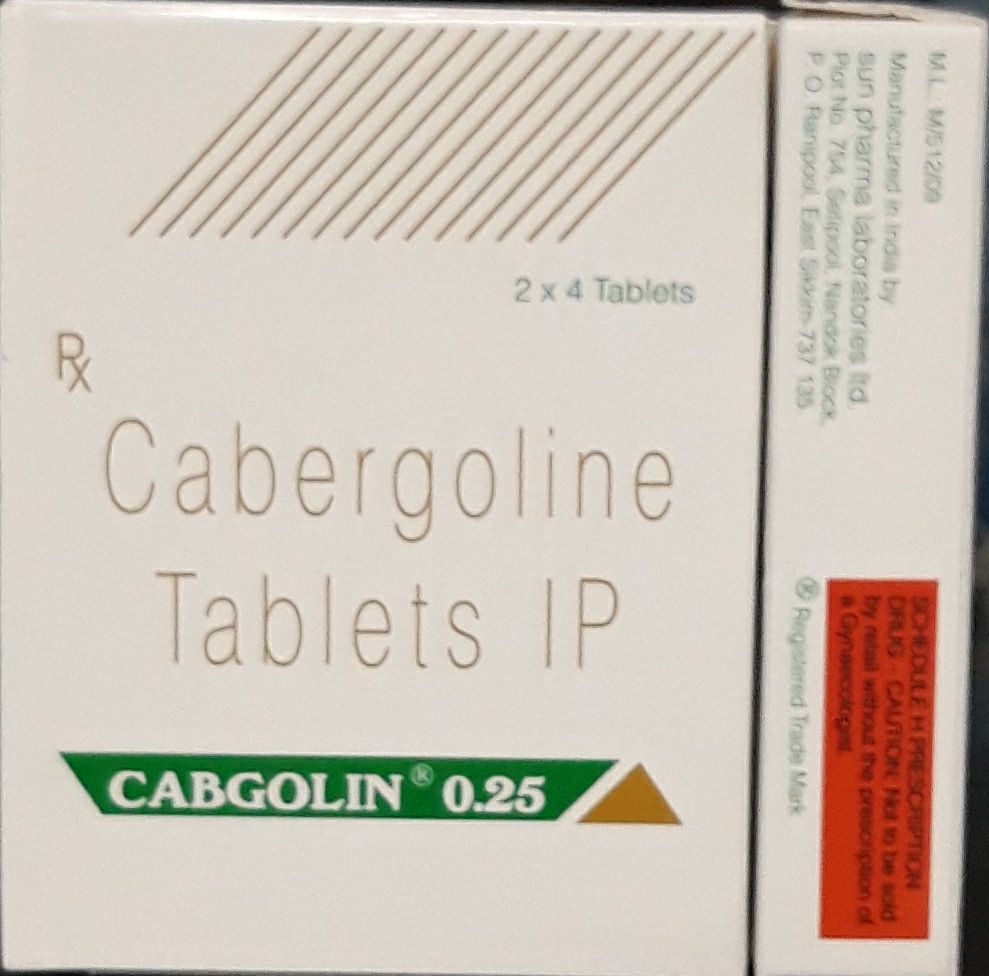 2 x 4 Tablets
Rx
Cabergoline
Tablets IP
CABGOLIN® 0.25
M.L. M/512/09
Manufactured in India by:
sun pharma laboratories ltd.
Plot No. 754, Setipool, Nandok Block,
P. O. Ranipool, East Sikkim-737 135
SCHEDULE H PRESCRIPTION
DRUG - CAUTION: Not to be sold
by retail without the prescription of
a Gynaecologist.
® Registered Trade Mark